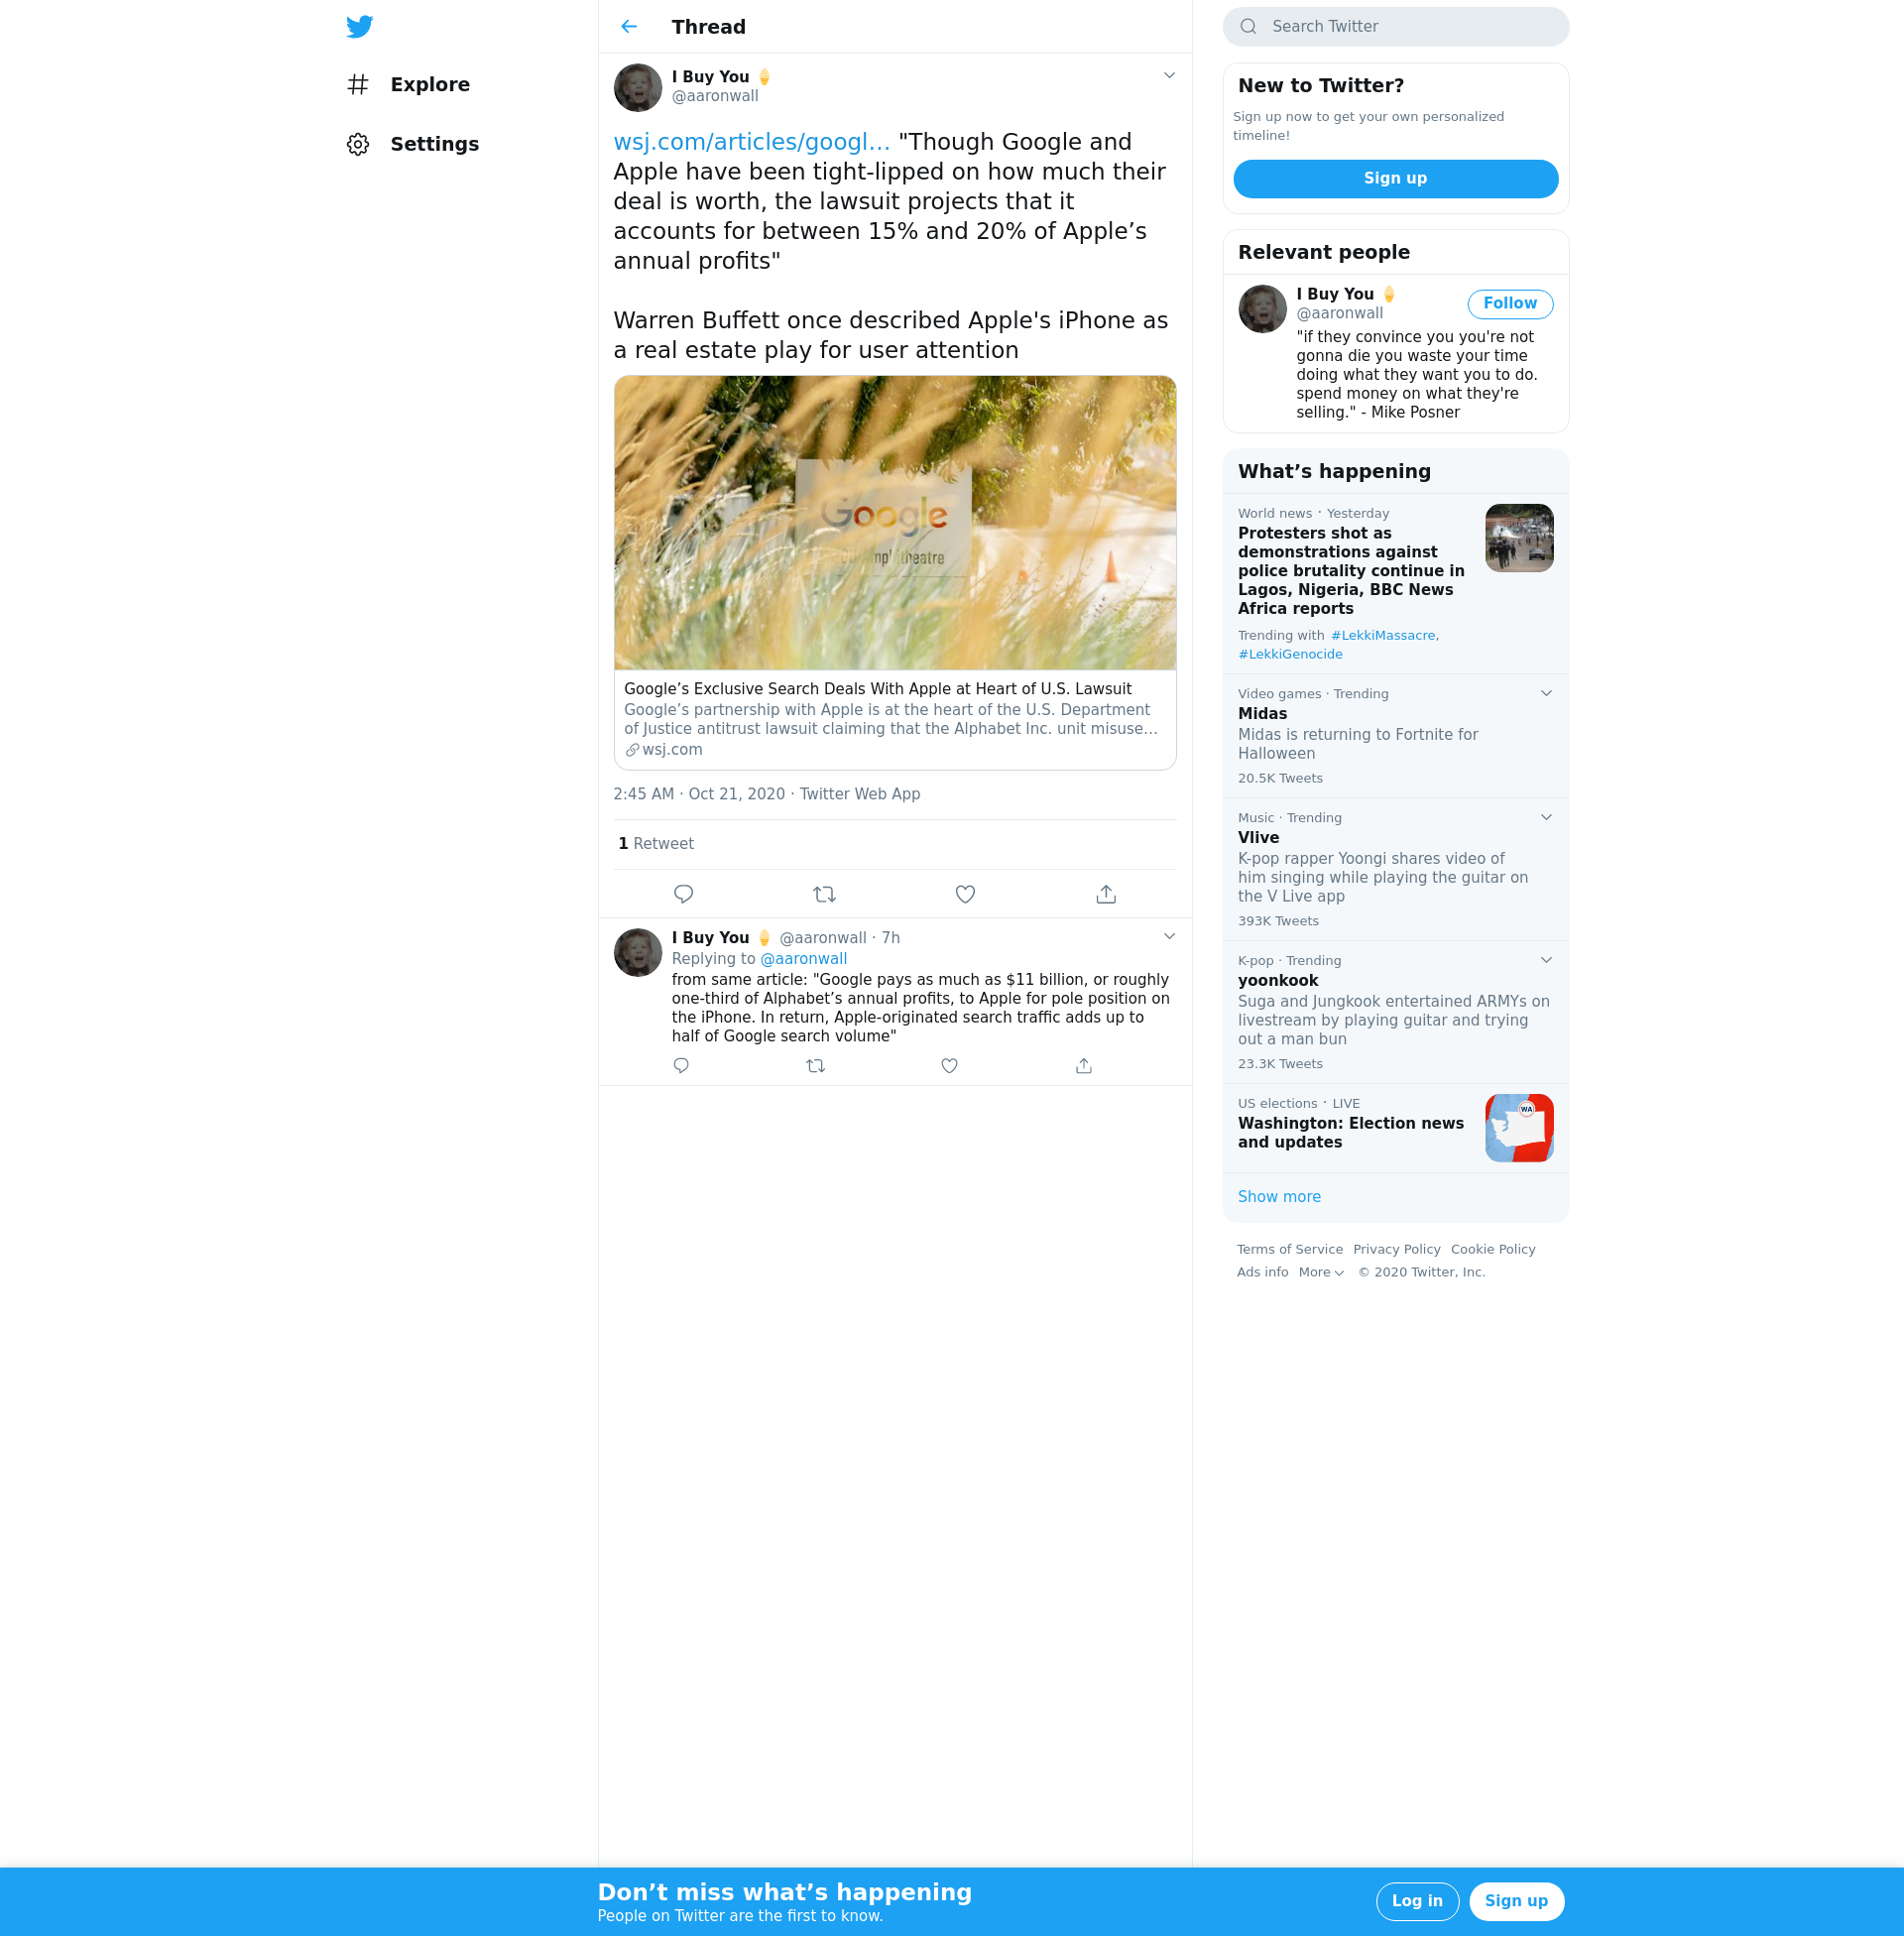 Explore
Settings
Thread
I Buy You
@aaronwall
wsj.com/articles/googl... "Though Google and
Apple have been tight-lipped on how much their
deal is worth, the lawsuit projects that it
accounts for between 15% and 20% of Apple’s
annual profits"
Warren Buffett once described Apple's iPhone as
a real estate play for user attention
Google
Amphitheatre
Google’s Exclusive Search Deals With Apple at Heart of U.S. Lawsuit
Google’s partnership with Apple is at the heart of the U.S. Department
of Justice antitrust lawsuit claiming that the Alphabet Inc. unit misuse...
wsj.com
2:45 AM · Oct 21, 2020 · Twitter Web App
1 Retweet
I Buy You @aaronwall · 7h
Replying to @aaronwall
from same article: "Google pays as much as $11 billion, or roughly
one-third of Alphabet’s annual profits, to Apple for pole position on
the iPhone. In return, Apple-originated search traffic adds up to
half of Google search volume"
Search Twitter
New to Twitter?
Sign up now to get your own personalized
timeline!
Sign up
Relevant people
I Buy You
@aaronwall
Follow
"if they convince you you're not
gonna die you waste your time
doing what they want you to do.
spend money on what they're
selling." - Mike Posner
What’s happening
World news · Yesterday
Protesters shot as
demonstrations against
police brutality continue in
Lagos, Nigeria, BBC News
Africa reports
Trending with #LekkiMassacre,
#LekkiGenocide
Video games · Trending
Midas
Midas is returning to Fortnite for
Halloween
20.5K Tweets
Music · Trending
Vlive
K-pop rapper Yoongi shares video of
him singing while playing the guitar on
the V Live app
393K Tweets
K-pop · Trending
yoonkook
Suga and Jungkook entertained ARMYs on
livestream by playing guitar and trying
out a man bun
23.3K Tweets
US elections · LIVE
Washington: Election news
and updates
WA
Show more
Terms of Service Privacy Policy Cookie Policy
Ads info More © 2020 Twitter, Inc.
Don’t miss what’s happening
People on Twitter are the first to know.
Log in
Sign up